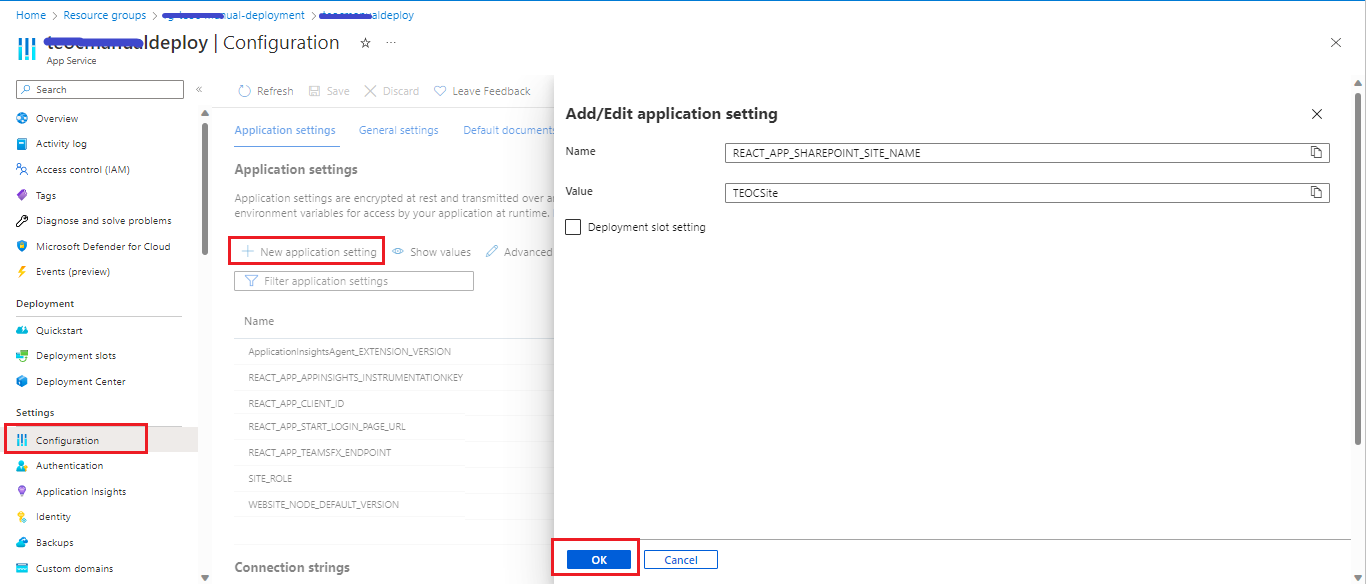 Home > Resource groups > ual-deployment > aldeploy
ldeploy | Configuration
App Service
Search
Overview
Activity log
Access control (IAM)
Tags
Diagnose and solve problems
Microsoft Defender for Cloud
Events (preview)
Deployment
Quickstart
Deployment slots
Deployment Center
Settings
Configuration
Authentication
Application Insights
Identity
Backups
Custom domains
Refresh Save Discard Leave Feedback
Application settings General settings Default documents
Application settings
Application settings are encrypted at rest and transmitted over an
environment variables for access by your application at runtime.
New application setting Show values Advanced
Filter application settings
Name
ApplicationInsightsAgent_EXTENSION_VERSION
REACT_APP_APPINSIGHTS_INSTRUMENTATIONKEY
REACT_APP_CLIENT_ID
REACT_APP_START_LOGIN_PAGE_URL
REACT_APP_TEAMSFX_ENDPOINT
SITE_ROLE
WEBSITE_NODE_DEFAULT_VERSION
Connection strings
Add/Edit application setting
Name
REACT_APP_SHAREPOINT_SITE_NAME
Value
TEOCSite
Deployment slot setting
OK Cancel